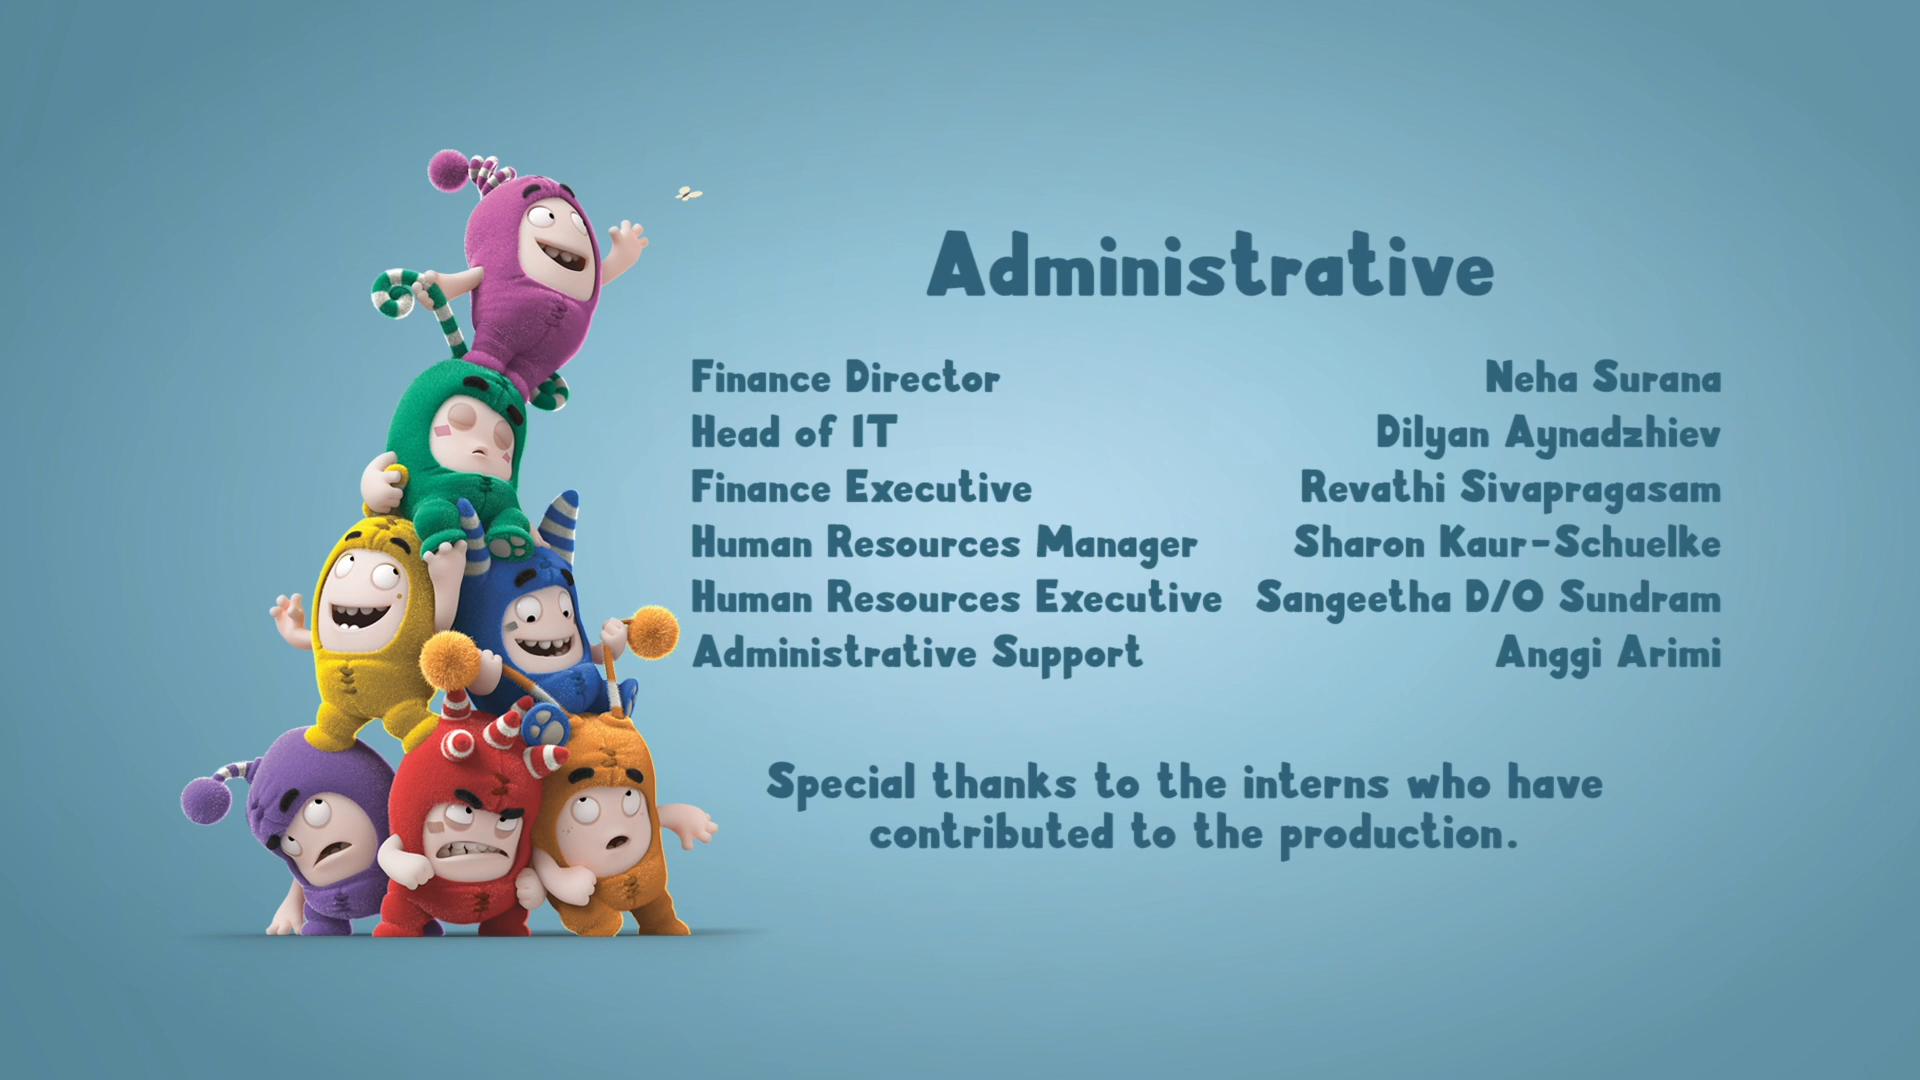 Administrative
Finance Director Neha Surana
Head of IT Dilyan Aynadzhiev
Finance Executive Revathi Sivapragasam
Human Resources Manager Sharon Kaur-Schuelke
Human Resources Executive Sangeetha D/O Sundram
Administrative Support Anggi Arimi
Special thanks to the interns who have
contributed to the production.